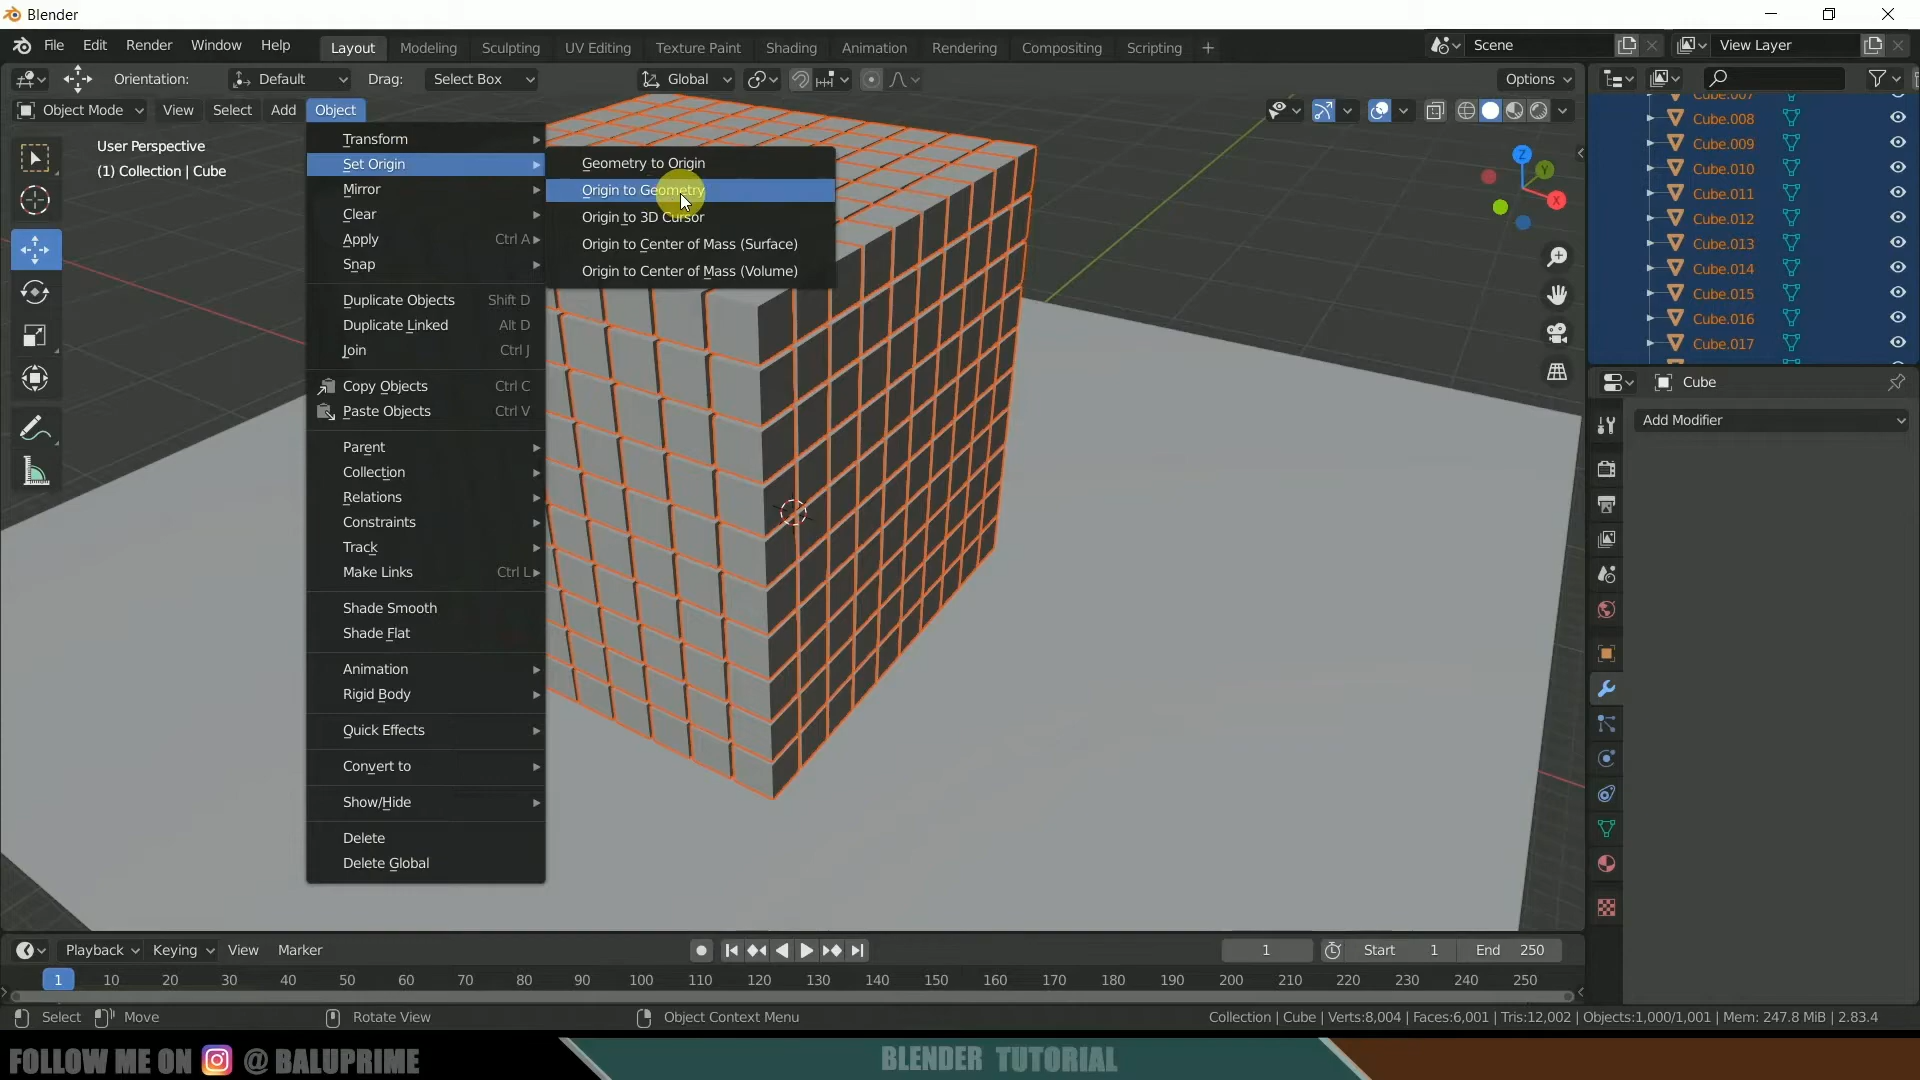 Blender
File Edit Render Window Help Layout Modeling Sculpting UV Editing Texture Paint Shading Animation Rendering Compositing Scripting + Scene View Layer
Orientation: Default Drag: Select Box Global Options
Object Mode View Select Add Object
User Perspective
(1) Collection | Cube
Transform
Set Origin
Mirror
Clear
Apply Ctrl A
Snap
Duplicate Objects Shift D
Duplicate Linked Alt D
Join Ctrl J
Copy Objects Ctrl C
Paste Objects Ctrl V
Parent
Collection
Relations
Constraints
Track
Make Links Ctrl L
Shade Smooth
Shade Flat
Animation
Rigid Body
Quick Effects
Convert to
Show/Hide
Delete
Delete Global
Geometry to Origin
Origin to Geometry
Origin to 3D Cursor
Origin to Center of Mass (Surface)
Origin to Center of Mass (Volume)
Z
Y
X
Cube.007
Cube.008
Cube.009
Cube.010
Cube.011
Cube.012
Cube.013
Cube.014
Cube.015
Cube.016
Cube.017
Cube
Add Modifier
Playback Keying View Marker 1 Start 1 End 250
1 10 20 30 40 50 60 70 80 90 100 110 120 130 140 150 160 170 180 190 200 210 220 230 240 250
Select Move Rotate View Object Context Menu Collection | Cube | Verts:8,004 | Faces:6,001 | Tris:12,002 | Objects:1,000/1,001 | Mem: 247.8 MiB | 2.83.4
FOLLOW ME ON @ BALUPRIME BLENDER TUTORIAL